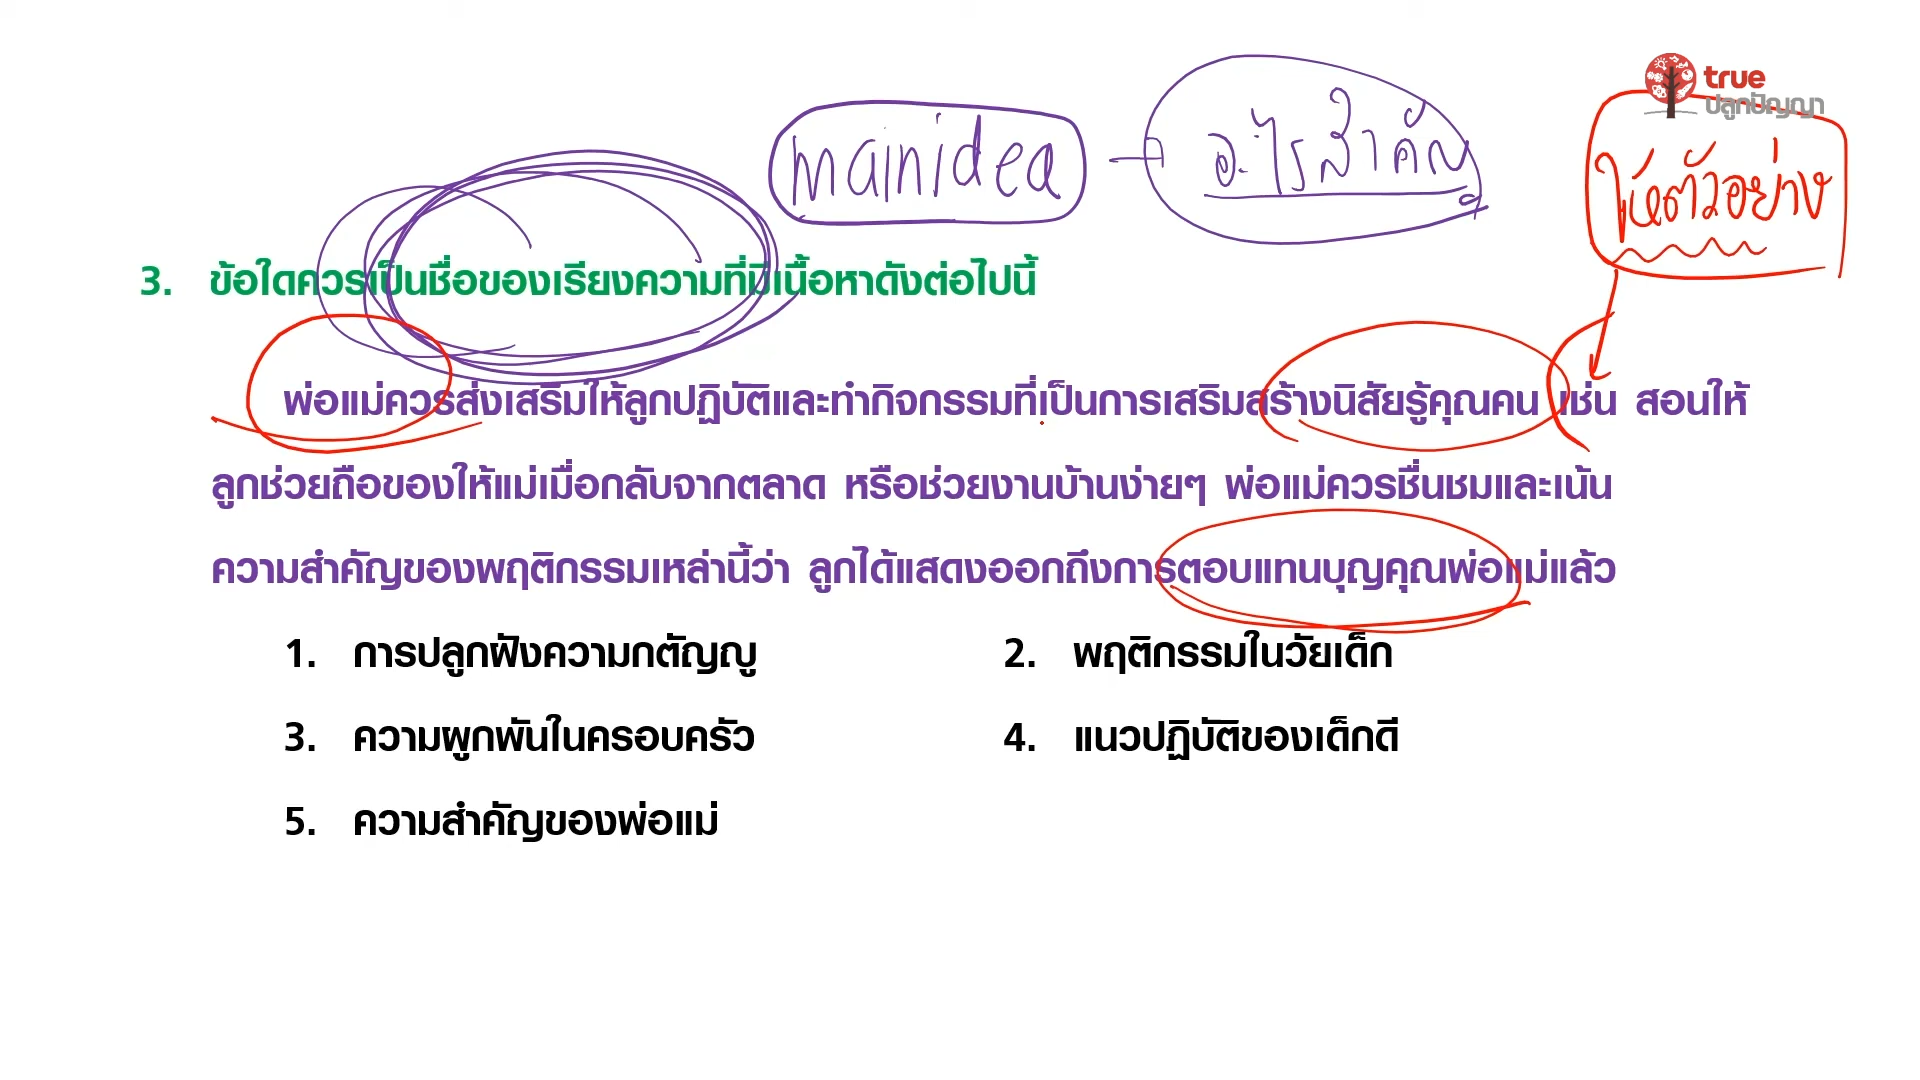 true
ปลูกปัญญา
mainidea → อะไรสำคัญ
ให้ตัวอย่าง
3. ข้อใดควรเป็นชื่อของเรียงความที่มีเนื้อหาดังต่อไปนี้
พ่อแม่ควรส่งเสริมให้ลูกปฏิบัติและทำกิจกรรมที่เป็นการเสริมสร้างนิสัยรู้คุณคน เช่น สอนให้
ลูกช่วยถือของให้แม่เมื่อกลับจากตลาด หรือช่วยงานบ้านง่ายๆ พ่อแม่ควรชื่นชมและเน้น
ความสำคัญของพฤติกรรมเหล่านี้ว่า ลูกได้แสดงออกถึงการตอบแทนบุญคุณพ่อแม่แล้ว
1. การปลูกฝังความกตัญญู 2. พฤติกรรมในวัยเด็ก
3. ความผูกพันในครอบครัว 4. แนวปฏิบัติของเด็กดี
5. ความสำคัญของพ่อแม่